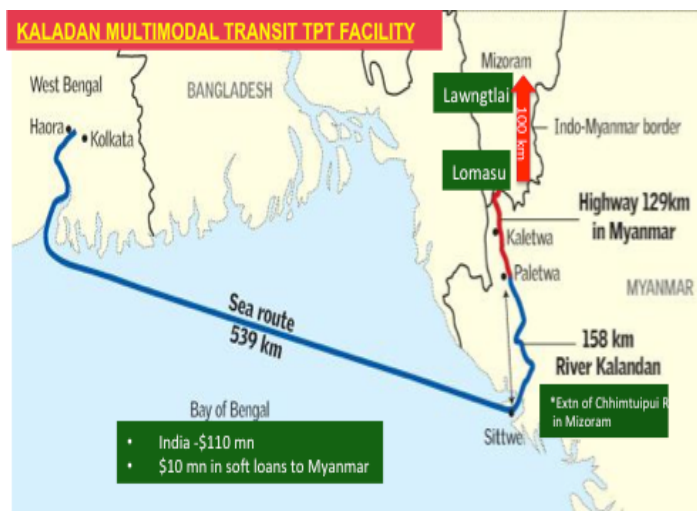 KALADAN MULTIMODAL TRANSIT TPT FACILITY
West Bengal
BANGLADESH
Mizoram
Lawngtlai
100 km
Haora
Kolkata
Indo-Myanmar border
Lomasu
Highway 129km
in Myanmar
Kaletwa
Paletwa
MYANMAR
Sea route
539 km
158 km
River Kalandan
Bay of Bengal
*Extn of Chhimtuipui R
in Mizoram
Sittwe
• India -$110 mn
• $10 mn in soft loans to Myanmar